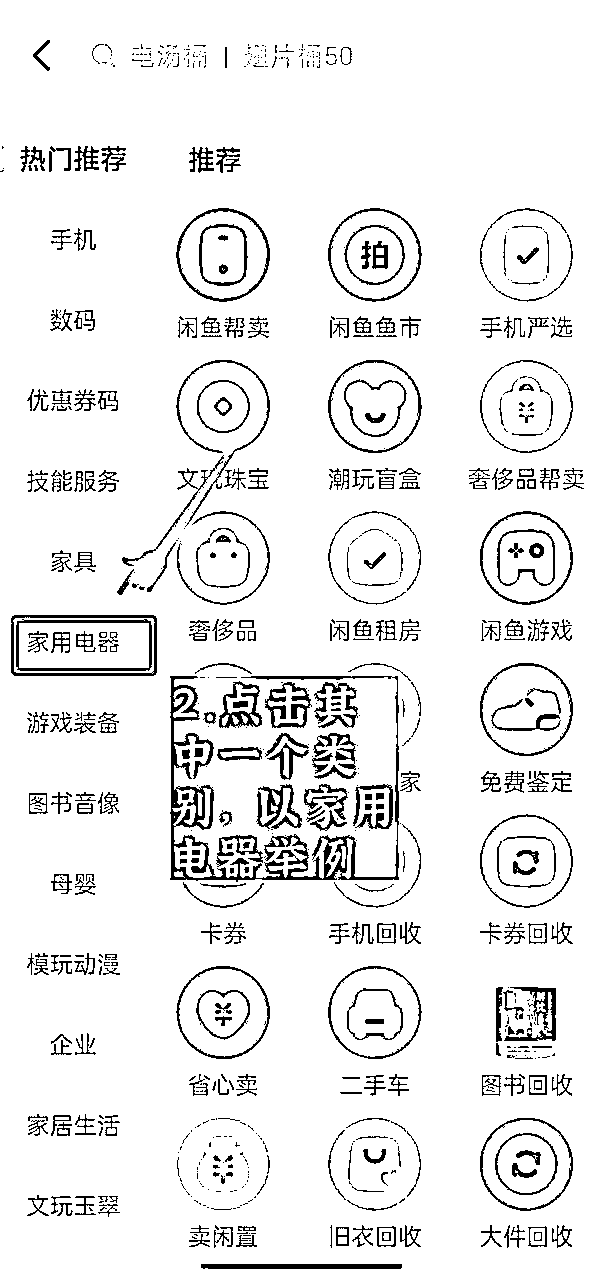 电汤桶 | 翅片桶50
热门推荐
手机
数码
优惠券码
技能服务
家具
家用电器
游戏装备
图书音像
母婴
模玩动漫
企业
家居生活
文玩玉翠
推荐
闲鱼帮卖 闲鱼鱼市 手机严选
拍
文玩珠宝 潮玩盲盒 奢侈品帮卖
奢侈品 闲鱼租房 闲鱼游戏
家 免费鉴定
2.点击其
中一个类
别，以家用
电器举例
卡券 手机回收 卡券回收
省心卖 二手车 图书回收
卖闲置 旧衣回收 大件回收